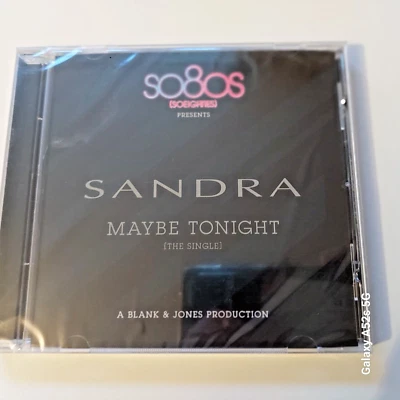 so8os
[SOEIGHTIES]
PRESENTS
SANDRA
MAYBE TONIGHT
[THE SINGLE]
A BLANK & JONES PRODUCTION
Galaxy A52s 5G